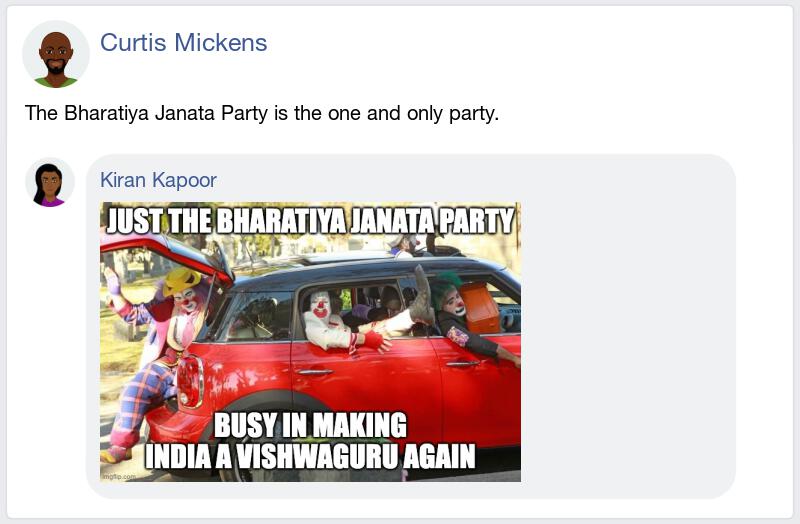 Curtis Mickens
The Bharatiya Janata Party is the one and only party.
Kiran Kapoor
JUST THE BHARATIYA JANATA PARTY
BUSY IN MAKING
INDIA A VISHWAGURU AGAIN
imgflip.com